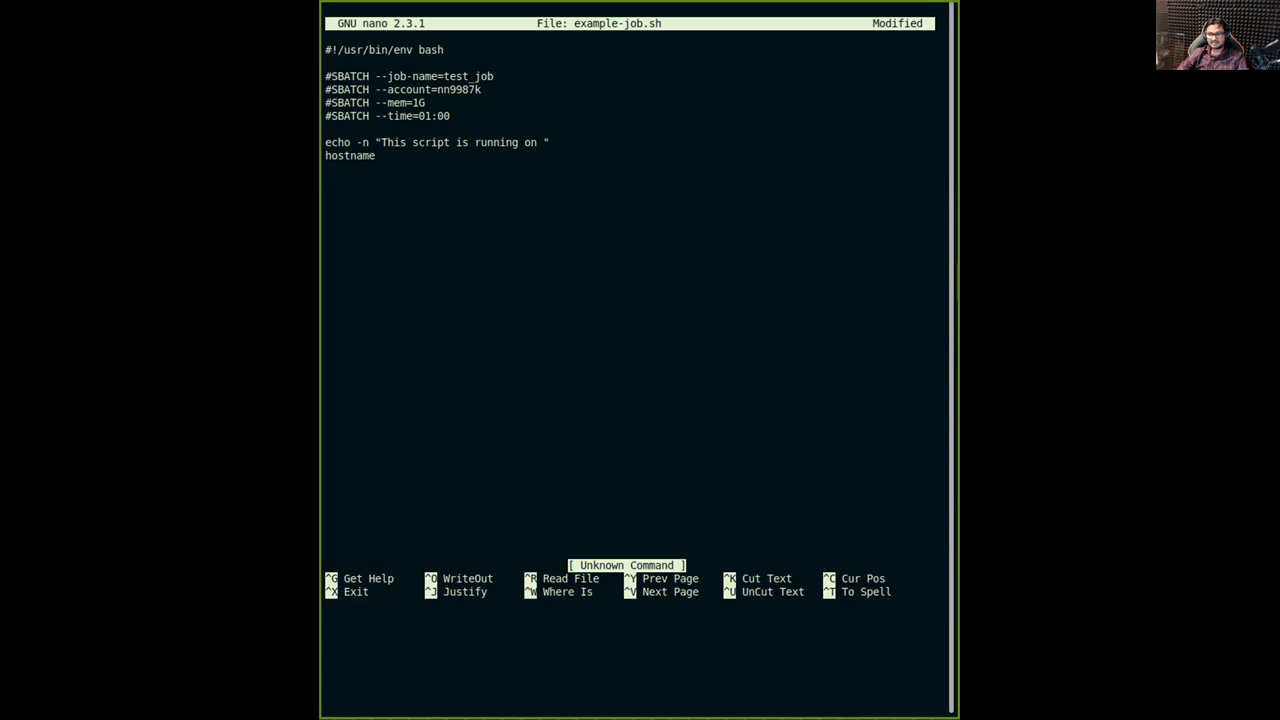 GNU nano 2.3.1 File: example-job.sh Modified
#!/usr/bin/env bash
#SBATCH --job-name=test_job
#SBATCH --account=nn9987k
#SBATCH --mem=1G
#SBATCH --time=01:00
echo -n "This script is running on "
hostname
[ Unknown Command ]
^G Get Help ^O WriteOut ^R Read File ^Y Prev Page ^K Cut Text ^C Cur Pos
^X Exit ^J Justify ^W Where Is ^V Next Page ^U UnCut Text ^T To Spell